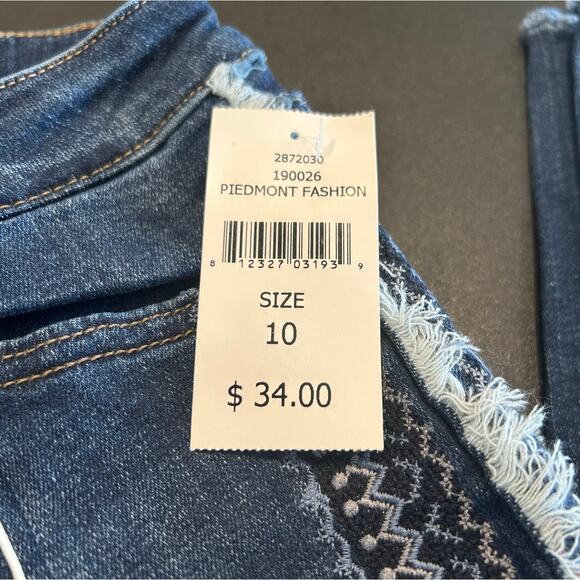 2872030
190026
PIEDMONT FASHION
8 12327 03193 9
SIZE
10
$ 34.00